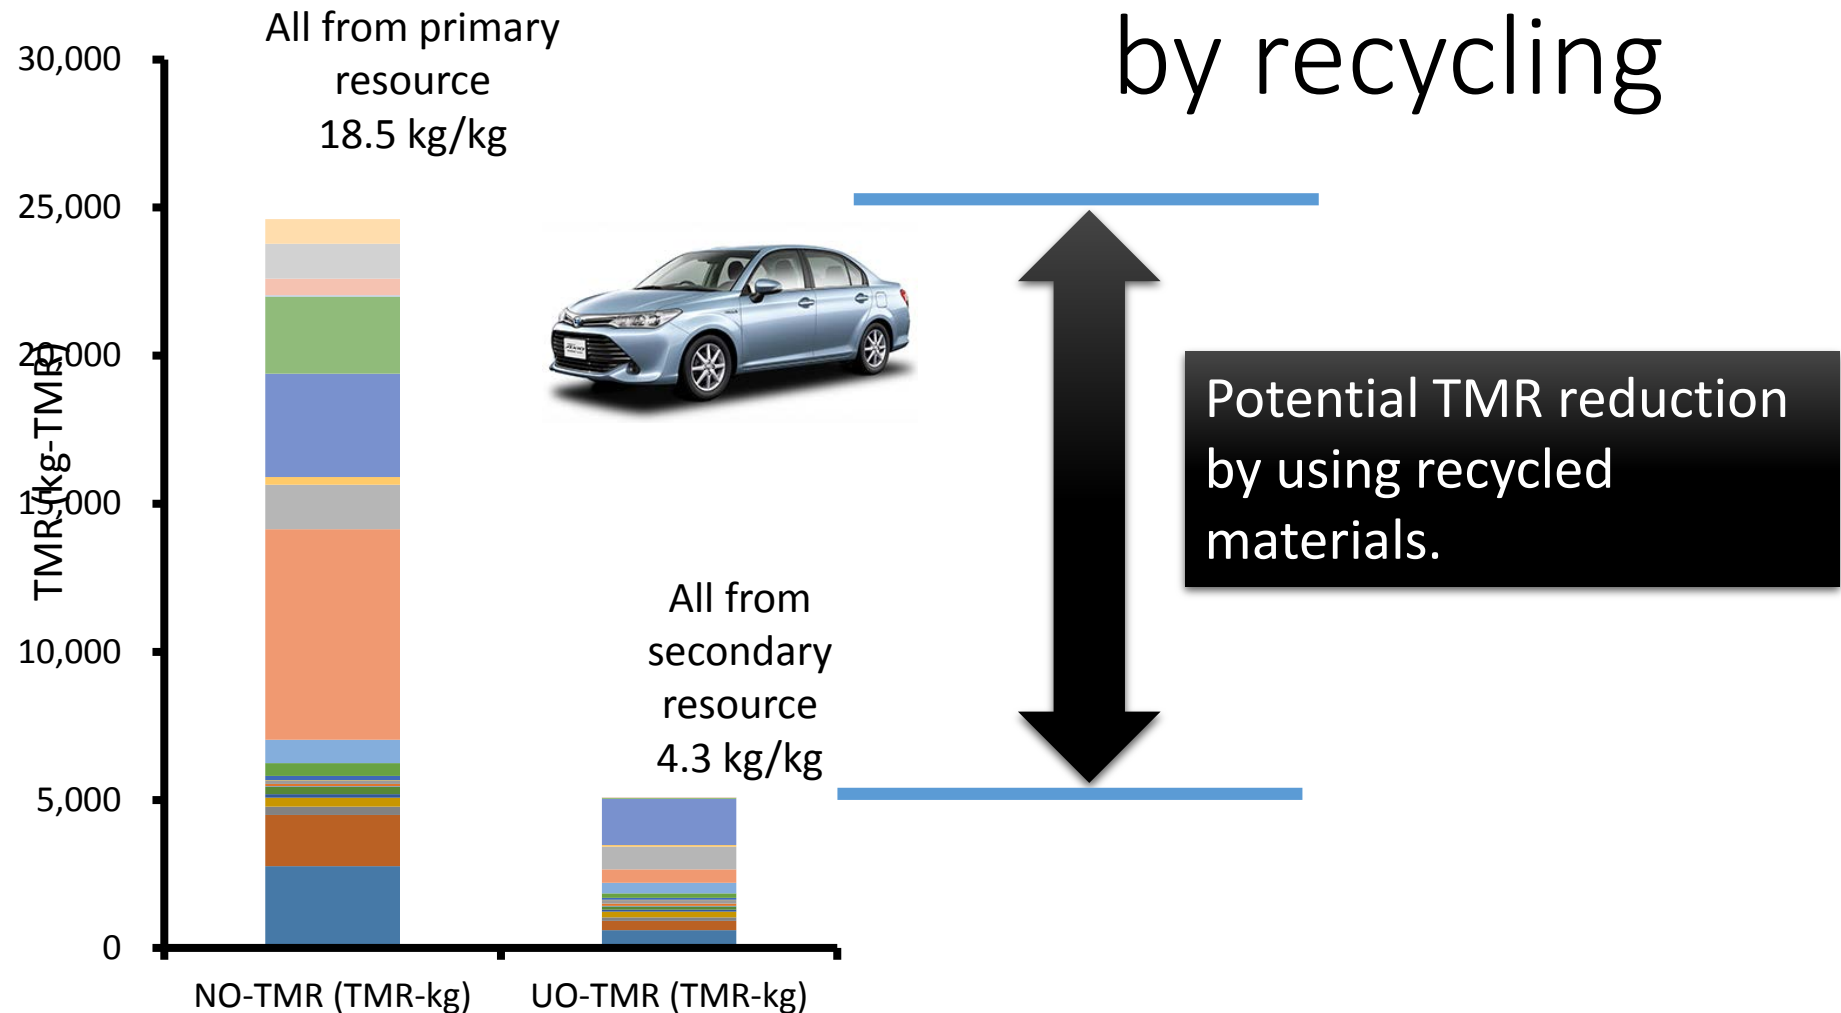 by recycling
All from primary
resource
18.5 kg/kg
30,000
25,000
20,000
15,000
10,000
5,000
0
TMR (kg-TMR)
All from
secondary
resource
4.3 kg/kg
Potential TMR reduction
by using recycled
materials.
NO-TMR (TMR-kg)
UO-TMR (TMR-kg)